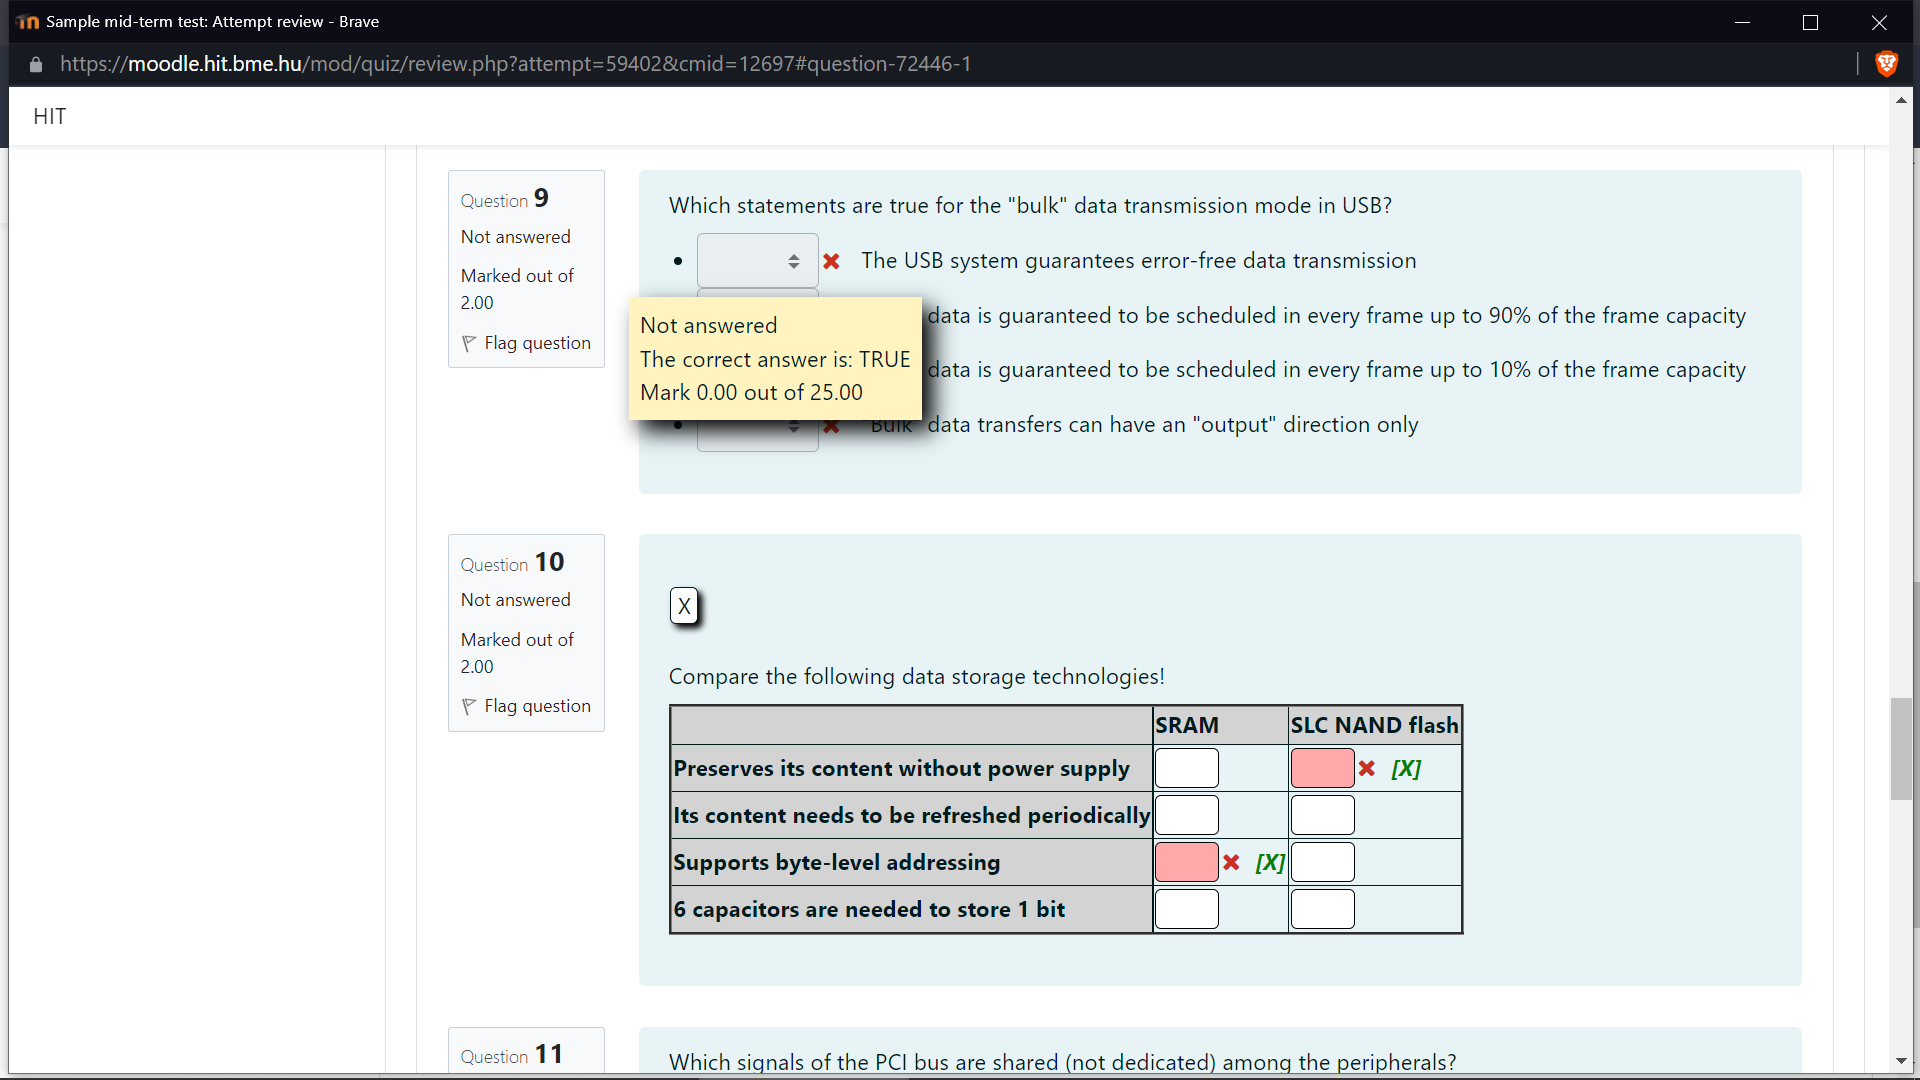 Sample mid-term test: Attempt review - Brave
https://moodle.hit.bme.hu/mod/quiz/review.php?attempt=59402&cmid=12697#question-72446-1
HIT
Question 9
Not answered
Marked out of
2.00
Flag question
Which statements are true for the "bulk" data transmission mode in USB?
The USB system guarantees error-free data transmission
data is guaranteed to be scheduled in every frame up to 90% of the frame capacity
data is guaranteed to be scheduled in every frame up to 10% of the frame capacity
"Bulk" data transfers can have an "output" direction only
Not answered
The correct answer is: TRUE
Mark 0.00 out of 25.00
Question 10
Not answered
Marked out of
2.00
Flag question
X
Compare the following data storage technologies!
SRAM SLC NAND flash
Preserves its content without power supply [X]
Its content needs to be refreshed periodically
Supports byte-level addressing [X]
6 capacitors are needed to store 1 bit
Question 11
Which signals of the PCI bus are shared (not dedicated) among the peripherals?